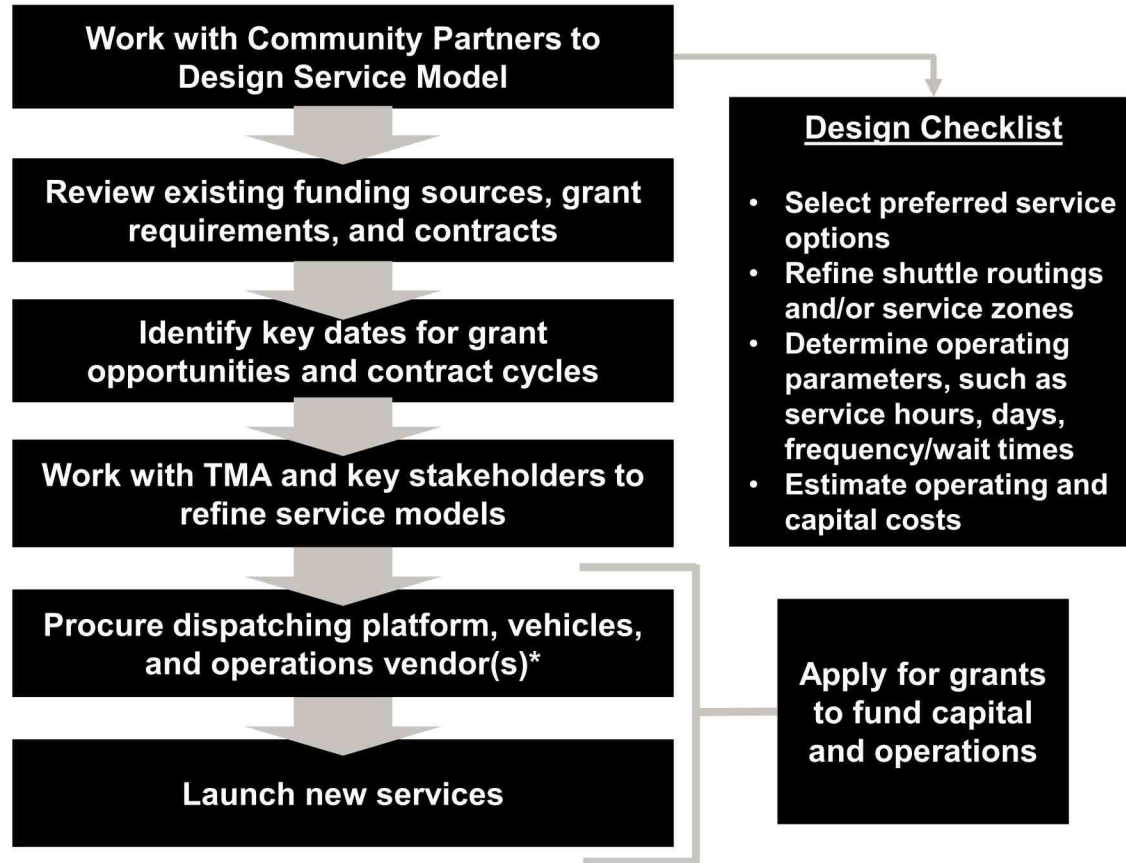 Work with Community Partners to
Design Service Model
Review existing funding sources, grant
requirements, and contracts
Identify key dates for grant
opportunities and contract cycles
Work with TMA and key stakeholders to
refine service models
Procure dispatching platform, vehicles,
and operations vendor(s)*
Launch new services
Design Checklist
• Select preferred service
options
• Refine shuttle routings
and/or service zones
• Determine operating
parameters, such as
service hours, days,
frequency/wait times
• Estimate operating and
capital costs
Apply for grants
to fund capital
and operations